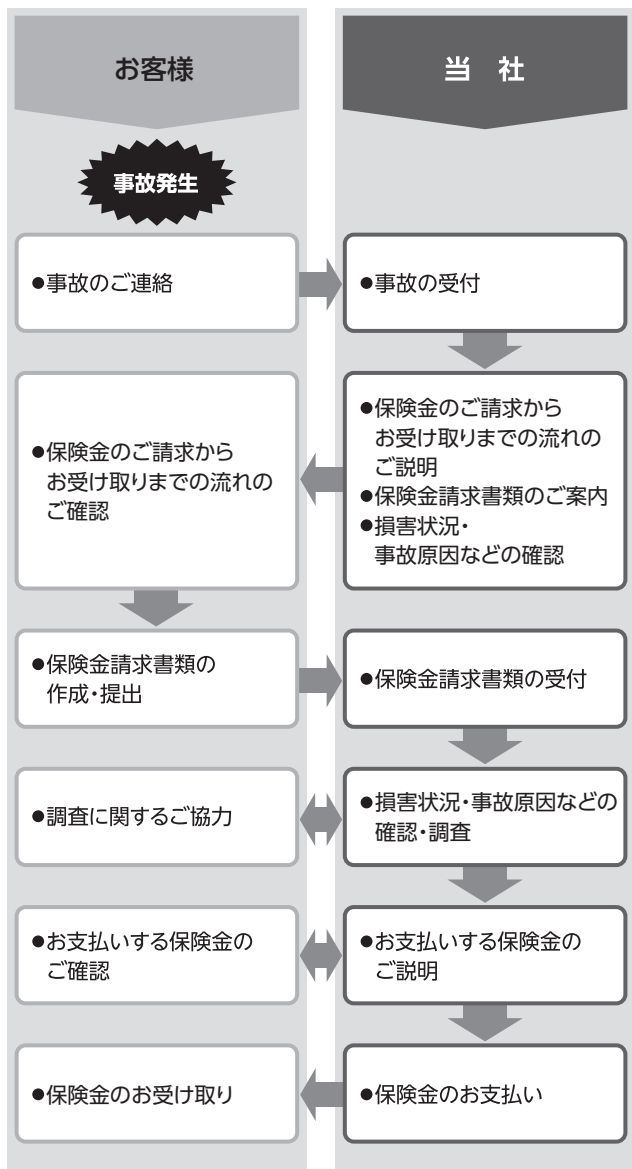 お客様
当 社
事故発生
●事故のご連絡
●事故の受付
●保険金のご請求から
お受け取りまでの流れの
ご確認
●保険金のご請求から
お受け取りまでの流れの
ご説明
●保険金請求書類のご案内
●損害状況・
事故原因などの確認
●保険金請求書類の
作成・提出
●保険金請求書類の受付
●調査に関するご協力
●損害状況・事故原因などの
確認・調査
●お支払いする保険金の
ご確認
●お支払いする保険金の
ご説明
●保険金のお受け取り
●保険金のお支払い